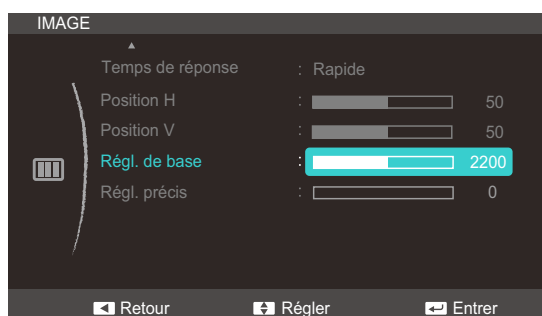 IMAGE
Temps de réponse : Rapide
Position H : 50
Position V : 50
Régl. de base : 2200
Régl. précis : 0
Retour Régler Entrer